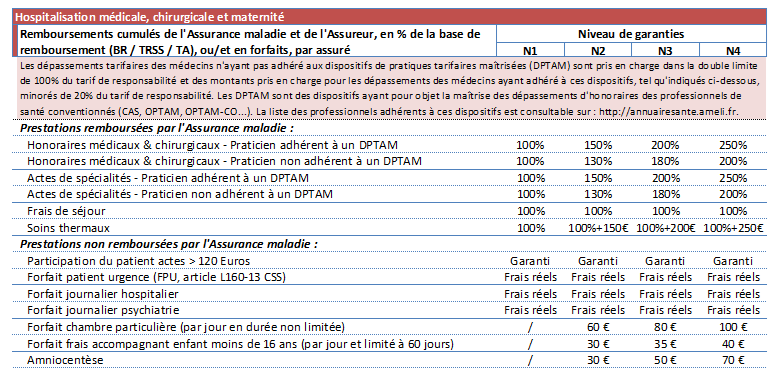 Hospitalisation médicale, chirurgicale et maternité
Remboursements cumulés de l'Assurance maladie et de l'Assureur, en % de la base de remboursement (BR / TRSS / TA), ou/et en forfaits, par assuré
Niveau de garanties
N1 N2 N3 N4
Les dépassements tarifaires des médecins n'ayant pas adhéré aux dispositifs de pratiques tarifaires maîtrisées (DPTAM) sont pris en charge dans la double limite
de 100% du tarif de responsabilité et des montants pris en charge pour les dépassements des médecins ayant adhéré à ces dispositifs, tel qu'indiqués ci-dessous,
minorés de 20% du tarif de responsabilité. Les DPTAM sont des dispositifs ayant pour objet la maîtrise des dépassements d'honoraires des professionnels de
santé conventionnés (CAS, OPTAM, OPTAM-CO...). La liste des professionnels adhérents à ces dispositifs est consultable sur : http://annuairesante.ameli.fr.
Prestations remboursées par l'Assurance maladie :
Honoraires médicaux & chirurgicaux - Praticien adhérent à un DPTAM 100% 150% 200% 250%
Honoraires médicaux & chirurgicaux - Praticien non adhérent à un DPTAM 100% 130% 180% 200%
Actes de spécialités - Praticien adhérent à un DPTAM 100% 150% 200% 250%
Actes de spécialités - Praticien non adhérent à un DPTAM 100% 130% 180% 200%
Frais de séjour 100% 100% 100% 100%
Soins thermaux 100% 100%+150€ 100%+200€ 100%+250€
Prestations non remboursées par l'Assurance maladie :
Participation du patient actes > 120 Euros Garanti Garanti Garanti Garanti
Forfait patient urgence (FPU, article L160-13 CSS) Frais réels Frais réels Frais réels Frais réels
Forfait journalier hospitalier Frais réels Frais réels Frais réels Frais réels
Forfait journalier psychiatrie Frais réels Frais réels Frais réels Frais réels
Forfait chambre particulière (par jour en durée non limitée) / 60 € 80 € 100 €
Forfait frais accompagnant enfant moins de 16 ans (par jour et limité à 60 jours) / 30 € 35 € 40 €
Amniocentèse / 30 € 50 € 70 €